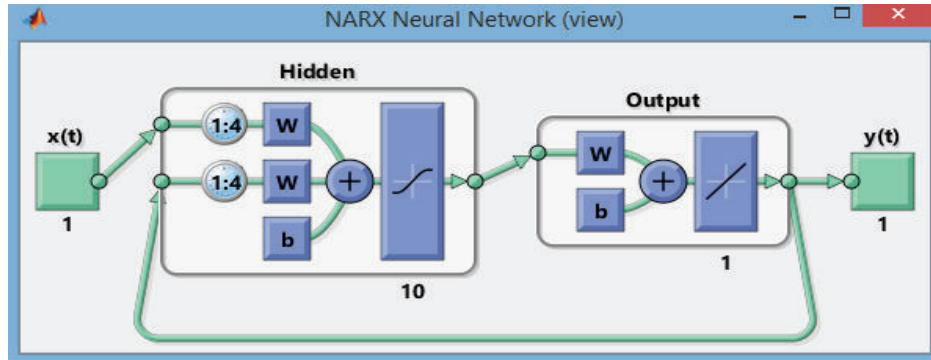 NARX Neural Network (view)
Hidden
x(t)
1
1:4
W
1:4
W
b
+
10
Output
W
b
+
1
y(t)
1